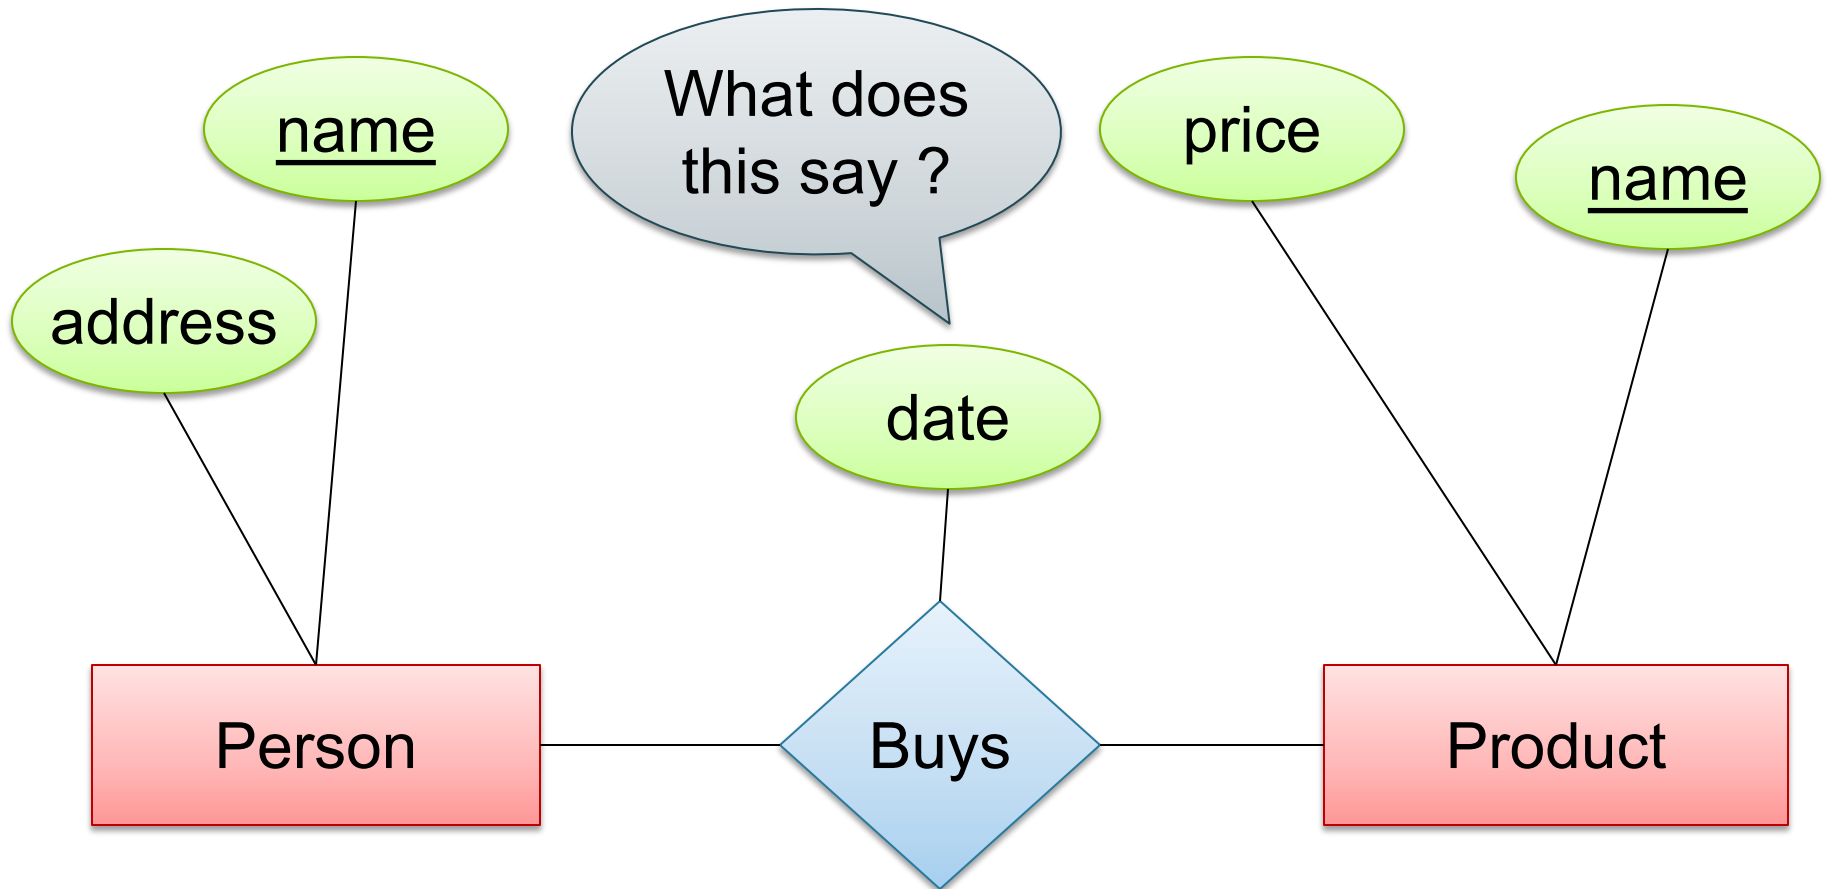 What does
this say ?
name
price
name
address
date
Person
Buys
Product